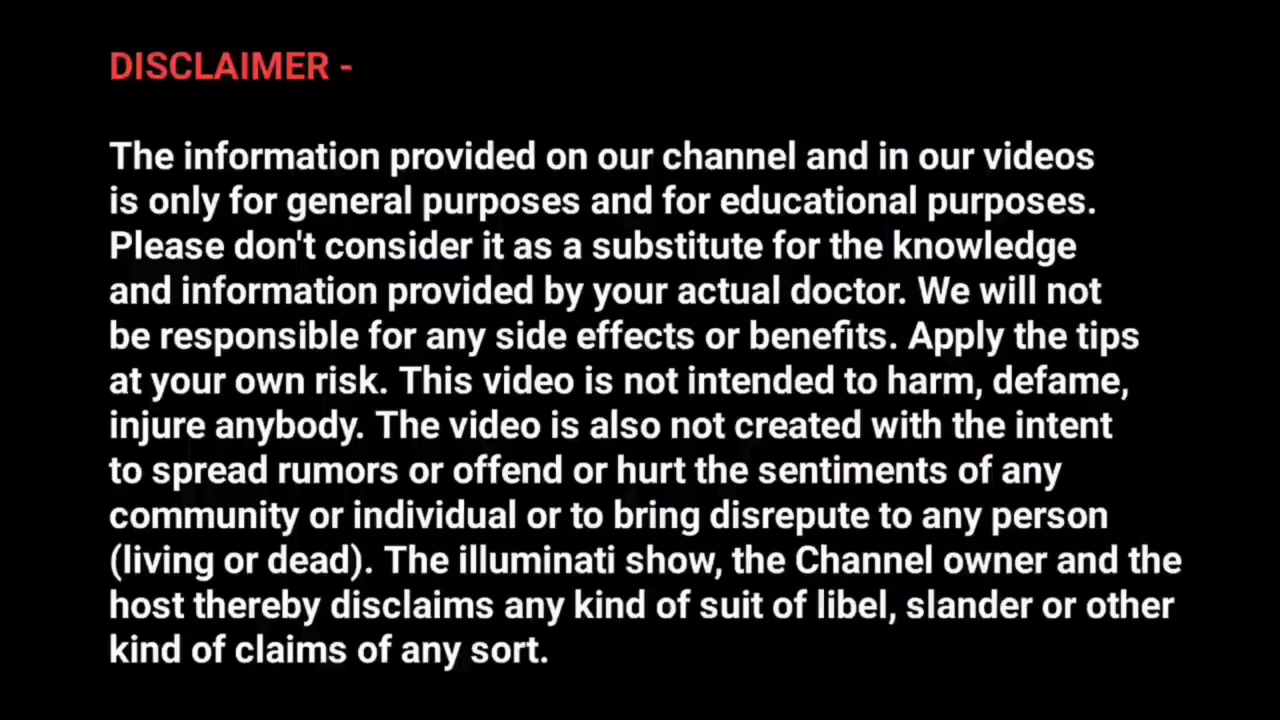 DISCLAIMER -
The information provided on our channel and in our videos
is only for general purposes and for educational purposes.
Please don't consider it as a substitute for the knowledge
and information provided by your actual doctor. We will not
be responsible for any side effects or benefits. Apply the tips
at your own risk. This video is not intended to harm, defame,
injure anybody. The video is also not created with the intent
to spread rumors or offend or hurt the sentiments of any
community or individual or to bring disrepute to any person
(living or dead). The illuminati show, the Channel owner and the
host thereby disclaims any kind of suit of libel, slander or other
kind of claims of any sort.